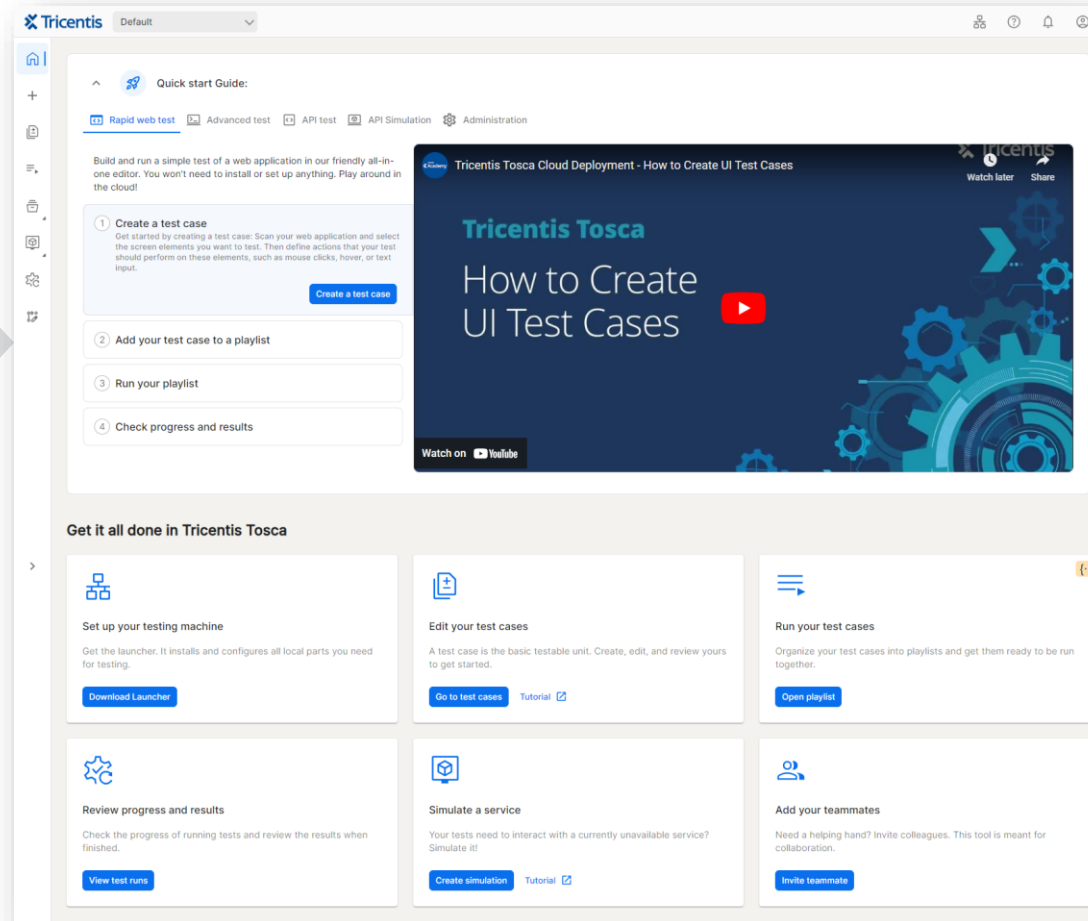 Tricentis
Default
Quick start Guide:
Rapid web test
Advanced test
API test
API Simulation
Administration
Build and run a simple test of a web application in our friendly all-in-
one editor. You won't need to install or set up anything. Play around in
the cloud!
1 Create a test case
Get started by creating a test case: Scan your web application and select
the screen elements you want to test. Then define actions that your test
should perform on these elements, such as mouse clicks, hover, or text
input.
Create a test case
2 Add your test case to a playlist
3 Run your playlist
4 Check progress and results
Tricentis Tosca Cloud Deployment - How to Create UI Test Cases
Tricentis
Watch later
Share
Tricentis Tosca
How to Create
UI Test Cases
Watch on YouTube
Get it all done in Tricentis Tosca
Set up your testing machine
Get the launcher. It installs and configures all local parts you need
for testing.
Download Launcher
Edit your test cases
A test case is the basic testable unit. Create, edit, and review yours
to get started.
Go to test cases
Tutorial
Run your test cases
Organize your test cases into playlists and get them ready to be run
together.
Open playlist
Review progress and results
Check the progress of running tests and review the results when
finished.
View test runs
Simulate a service
Your tests need to interact with a currently unavailable service?
Simulate it!
Create simulation
Tutorial
Add your teammates
Need a helping hand? Invite colleagues. This tool is meant for
collaboration.
Invite teammate